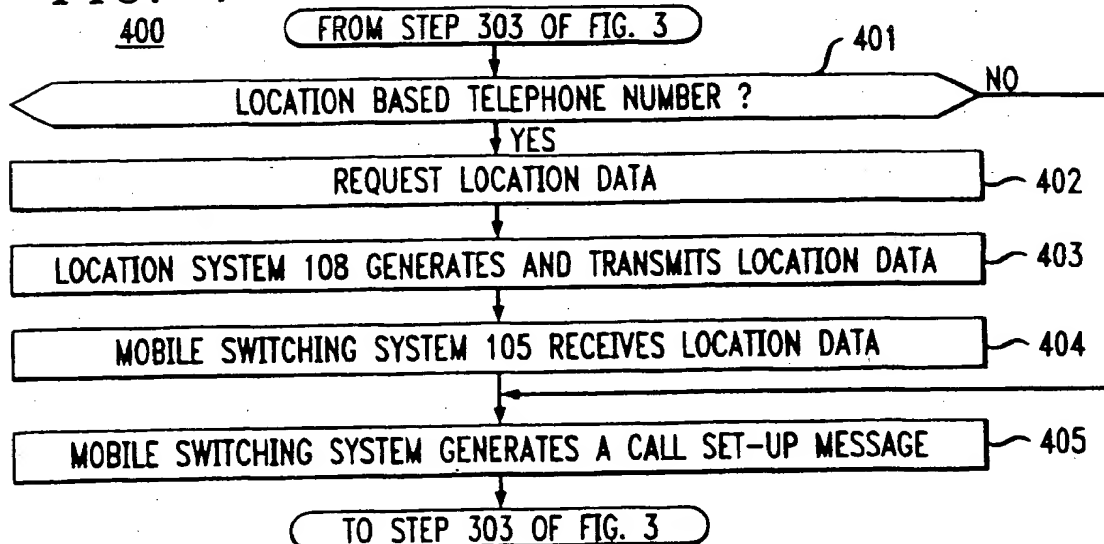 400
FROM STEP 303 OF FIG. 3
401
LOCATION BASED TELEPHONE NUMBER ?
NO
YES
REQUEST LOCATION DATA
402
LOCATION SYSTEM 108 GENERATES AND TRANSMITS LOCATION DATA
403
MOBILE SWITCHING SYSTEM 105 RECEIVES LOCATION DATA
404
MOBILE SWITCHING SYSTEM GENERATES A CALL SET-UP MESSAGE
405
TO STEP 303 OF FIG. 3